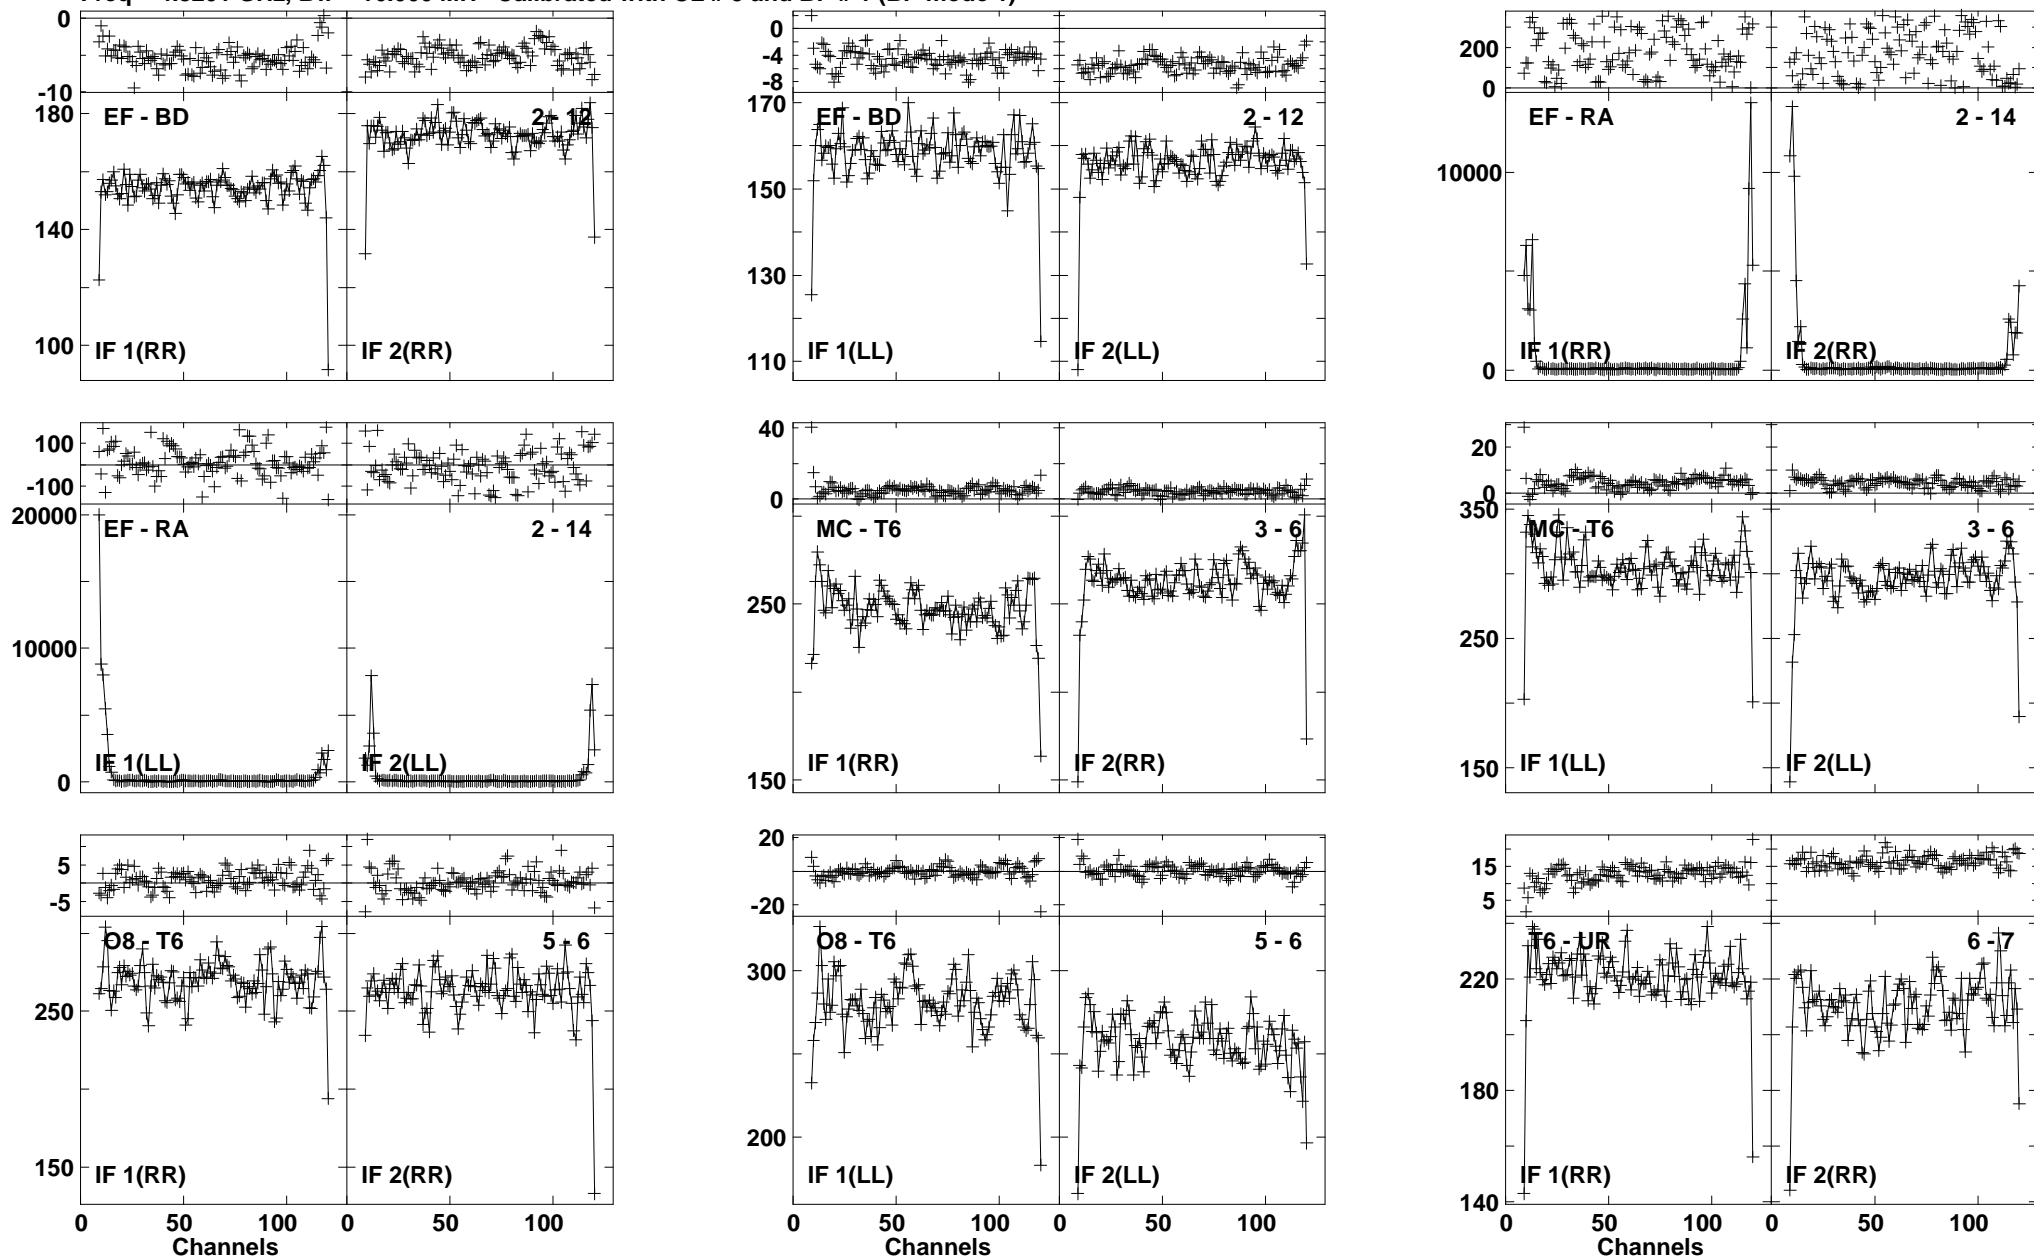 0 0 200
-10 -4 -8 0
180 EF - BD 2 - 12 170 EF - BD 2 - 12 EF - RA 2 - 14
140 150 10000
130
100 IF 1(RR) IF 2(RR) 110 IF 1(LL) IF 2(LL) 0 IF 1(RR) IF 2(RR)
100 40 20
-100 0 0
20000 EF - RA 2 - 14 MC - T6 3 - 6 350 MC - T6 3 - 6
10000 250 250
0 IF 1(LL) IF 2(LL) 150 IF 1(RR) IF 2(RR) 150 IF 1(LL) IF 2(LL)
5 20 15
-5 -20 5
O8 - T6 5 - 6 O8 - T6 5 - 6 T6 - UR 6 - 7
250 300 220
200 180
150 IF 1(RR) IF 2(RR) IF 1(LL) IF 2(LL) 140 IF 1(RR) IF 2(RR)
0 50 100 0 50 100 0 50 100 0 50 100 0 50 100 0 50 100
Channels Channels